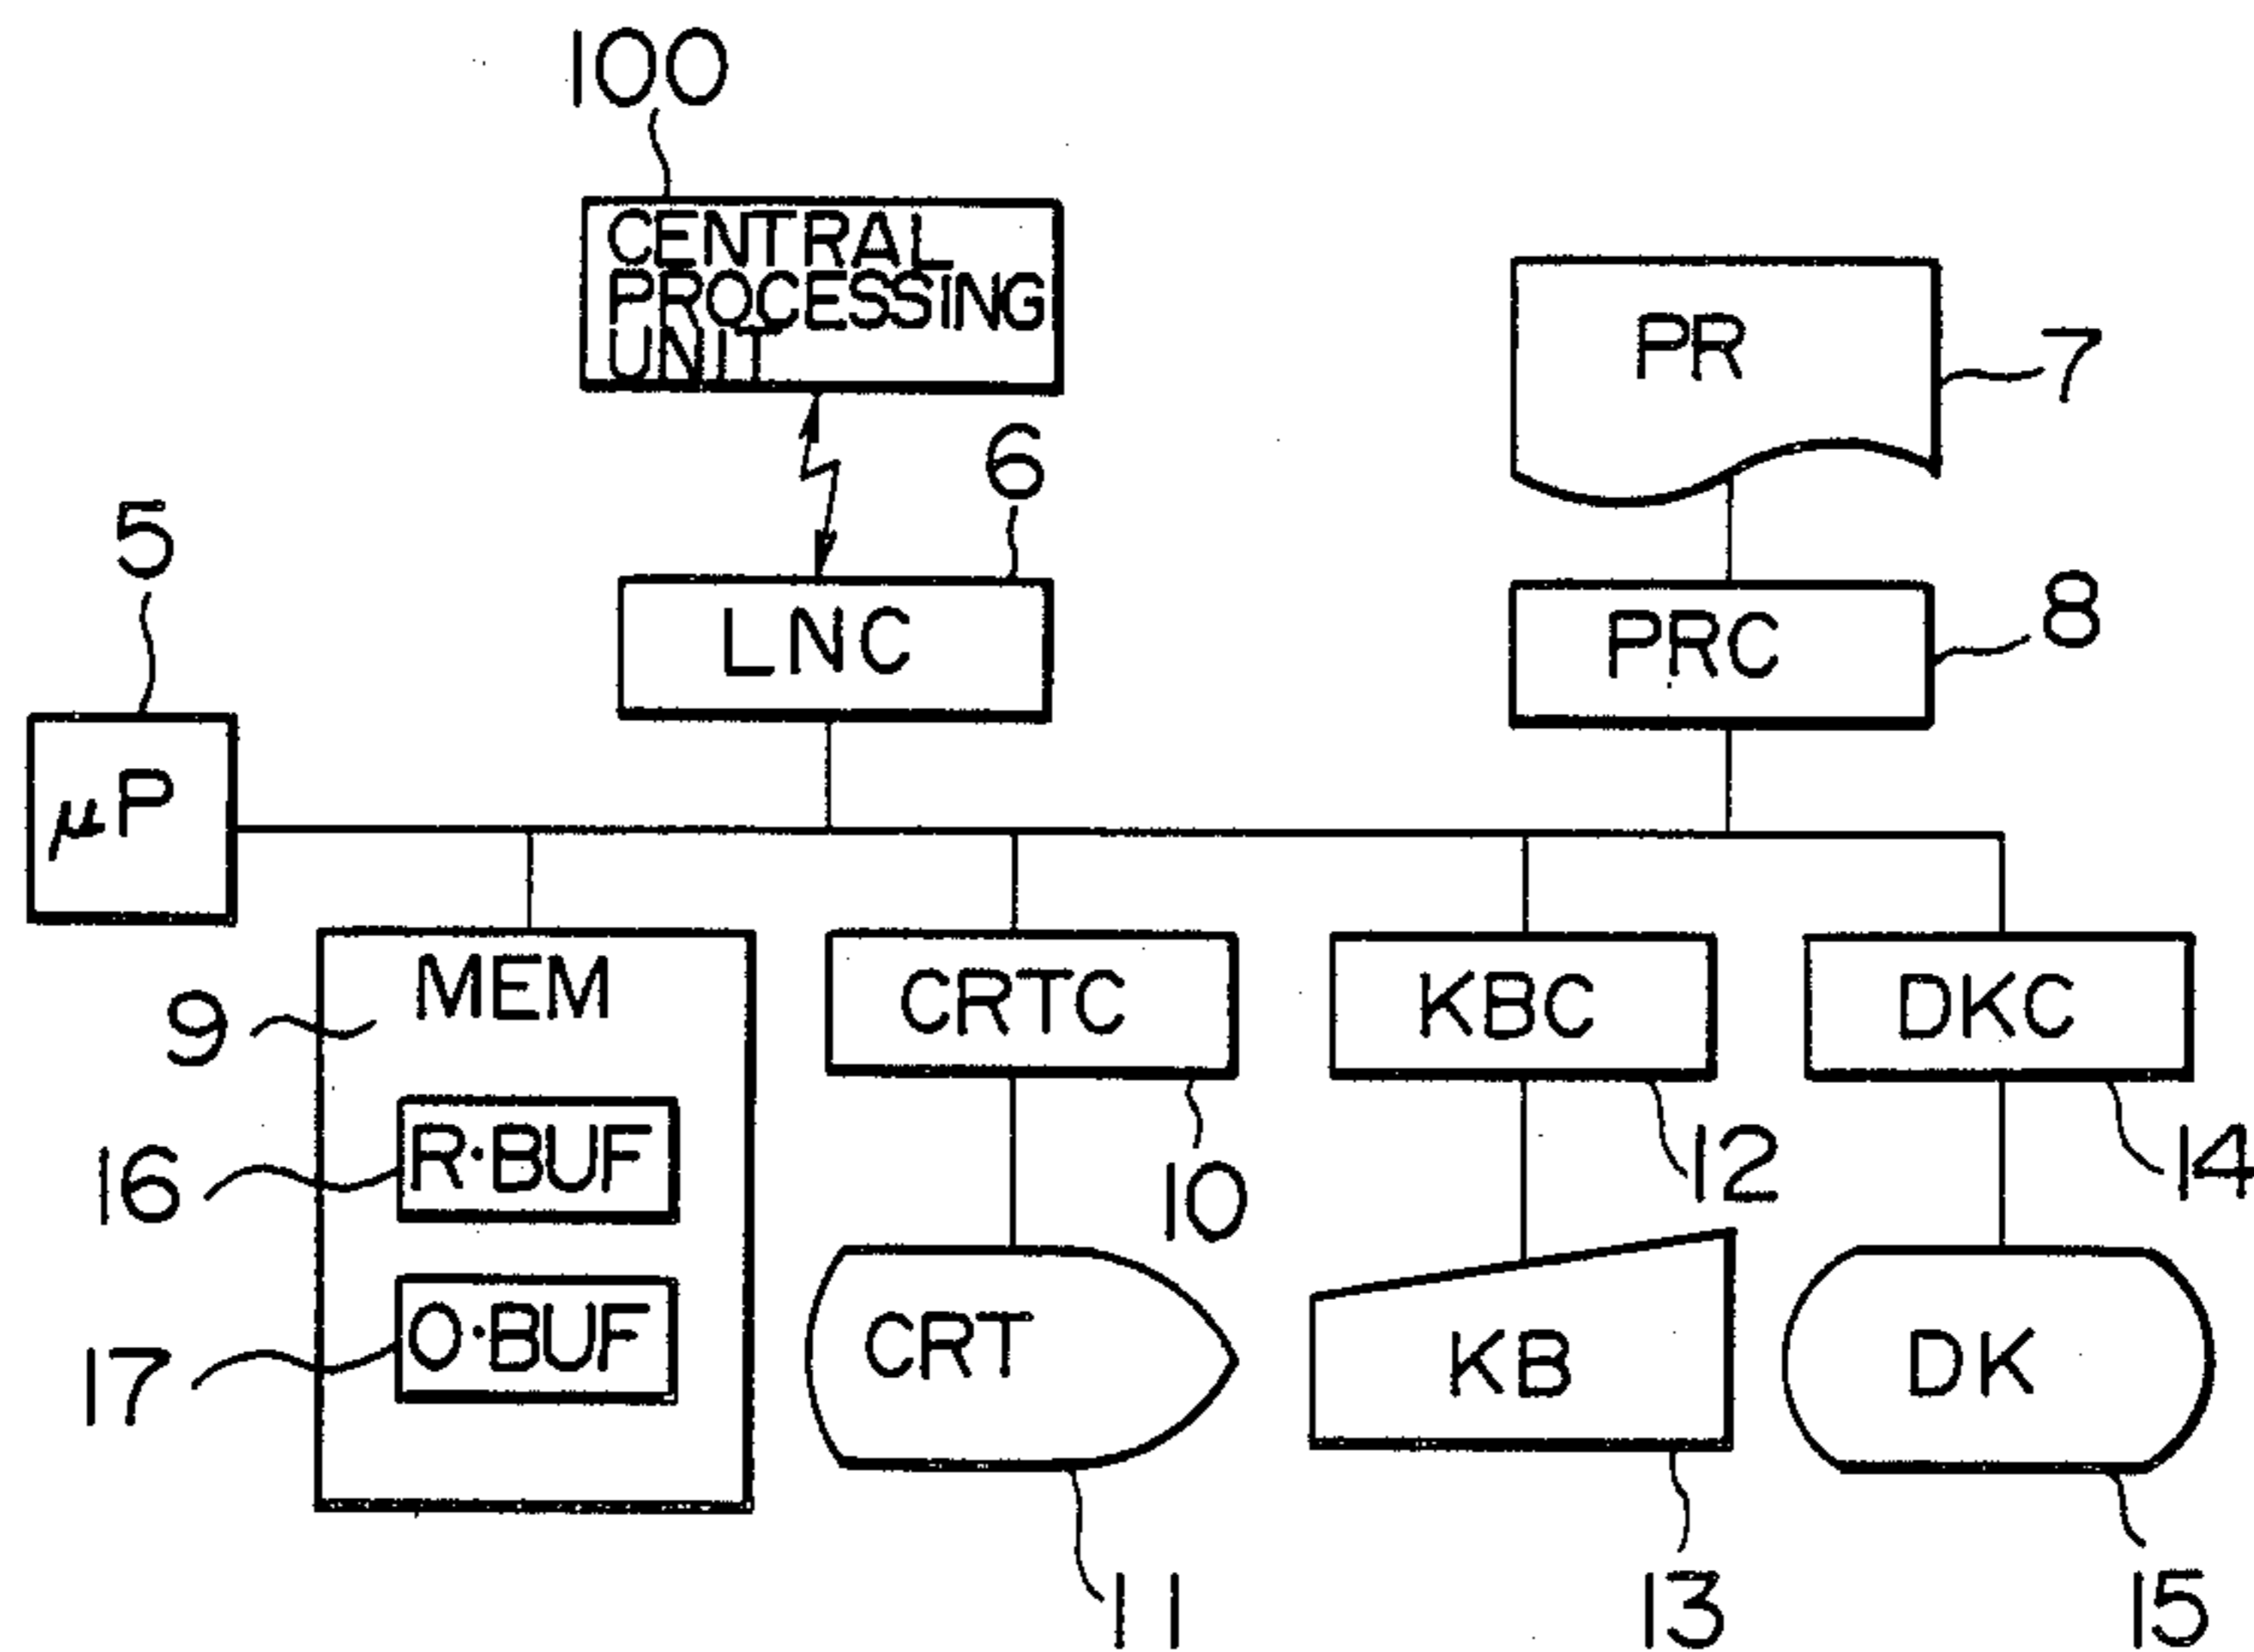 100
CENTRAL
PROCESSING
UNIT
PR
7
6
5
LNC
PRC
8
μP
MEM
9
CRTC
KBC
DKC
R·BUF
16
10
12
14
O·BUF
17
CRT
KB
DK
11
13
15